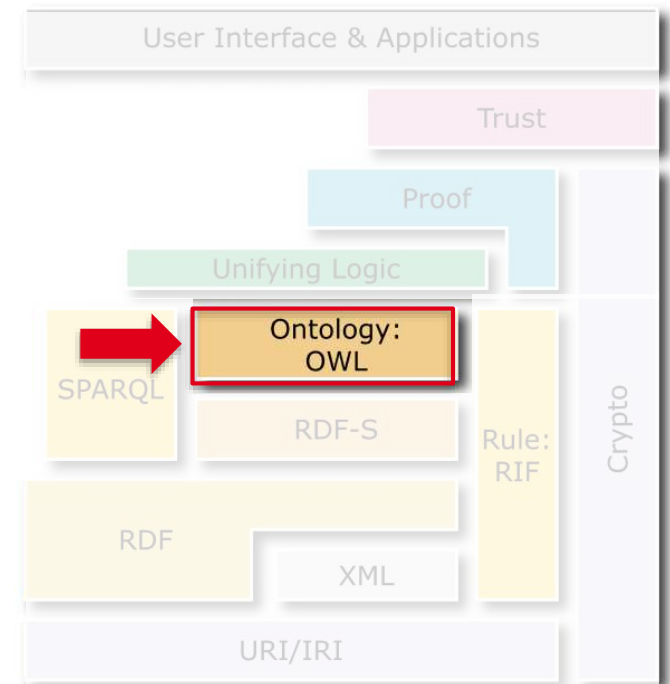 User Interface & Applications
Trust
Proof
Unifying Logic
Ontology:
OWL
SPARQL
RDF-S
Rule:
RIF
Crypto
RDF
XML
URI/IRI